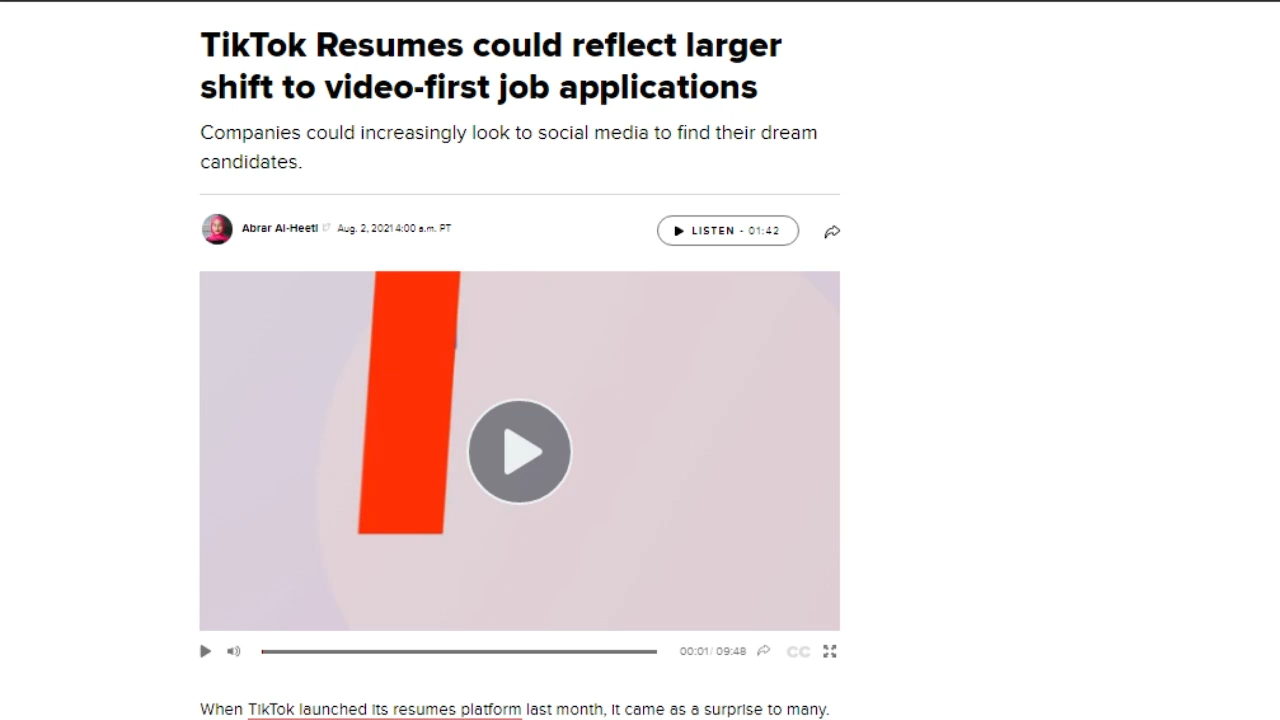 TikTok Resumes could reflect larger
shift to video-first job applications
Companies could increasingly look to social media to find their dream
candidates.
Abrar Al-Heeti Aug. 2, 2021 4:00 a.m. PT
LISTEN - 01:42
00:01/ 09:48 CC
When TikTok launched its resumes platform last month, it came as a surprise to many.